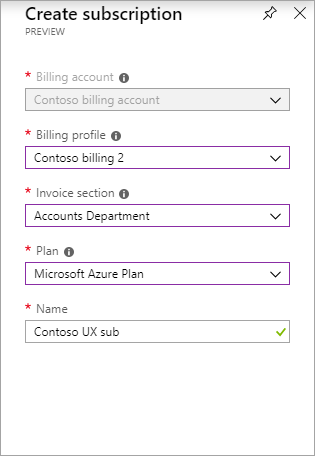 Create subscription
PREVIEW
* Billing account
Contoso billing account
* Billing profile
Contoso billing 2
* Invoice section
Accounts Department
* Plan
Microsoft Azure Plan
* Name
Contoso UX sub